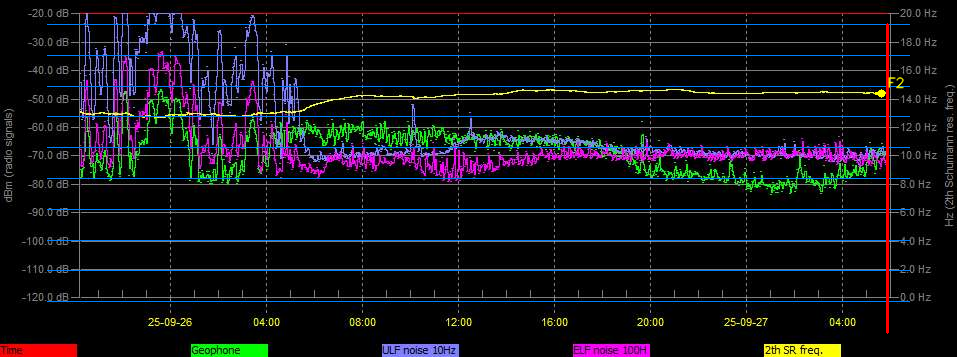 -20.0 dB
-30.0 dB
-40.0 dB
-50.0 dB
-60.0 dB
-70.0 dB
-80.0 dB
-90.0 dB
-100.0 dB
-110.0 dB
-120.0 dB
dBm (radio signals)
20.0 Hz
18.0 Hz
16.0 Hz
14.0 Hz
12.0 Hz
10.0 Hz
8.0 Hz
6.0 Hz
4.0 Hz
2.0 Hz
0.0 Hz
Hz (2th Schumann res. freq.)
F2
25-09-26 04:00 08:00 12:00 16:00 20:00 25-09-27 04:00
Time Geophone ULF noise 10Hz ELF noise 100H 2th SR freq.